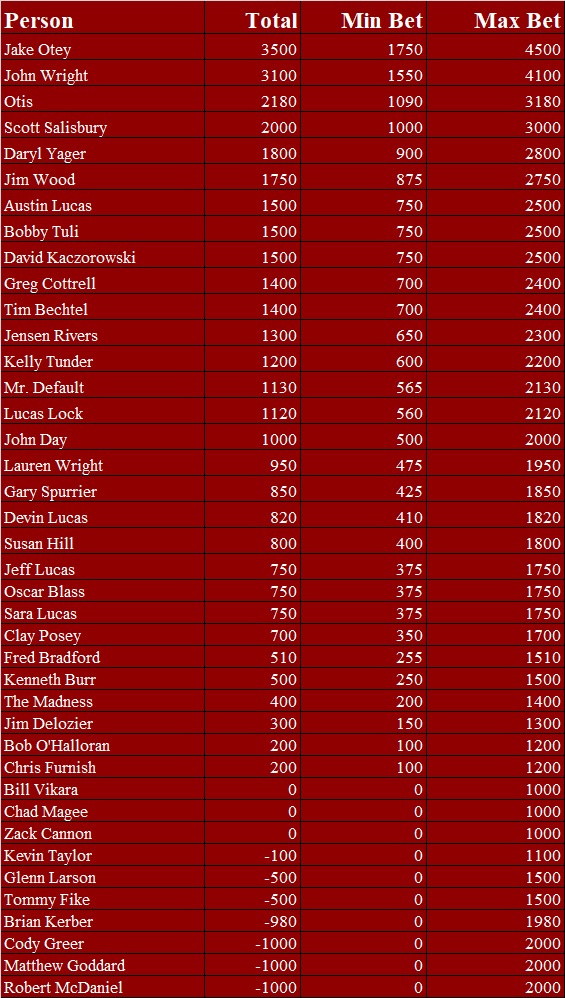 Person Total Min Bet Max Bet
Jake Otey 3500 1750 4500
John Wright 3100 1550 4100
Otis 2180 1090 3180
Scott Salisbury 2000 1000 3000
Daryl Yager 1800 900 2800
Jim Wood 1750 875 2750
Austin Lucas 1500 750 2500
Bobby Tuli 1500 750 2500
David Kaczorowski 1500 750 2500
Greg Cottrell 1400 700 2400
Tim Bechtel 1400 700 2400
Jensen Rivers 1300 650 2300
Kelly Tunder 1200 600 2200
Mr. Default 1130 565 2130
Lucas Lock 1120 560 2120
John Day 1000 500 2000
Lauren Wright 950 475 1950
Gary Spurrier 850 425 1850
Devin Lucas 820 410 1820
Susan Hill 800 400 1800
Jeff Lucas 750 375 1750
Oscar Blass 750 375 1750
Sara Lucas 750 375 1750
Clay Posey 700 350 1700
Fred Bradford 510 255 1510
Kenneth Burr 500 250 1500
The Madness 400 200 1400
Jim Delozier 300 150 1300
Bob O'Halloran 200 100 1200
Chris Furnish 200 100 1200
Bill Vikara 0 0 1000
Chad Magee 0 0 1000
Zack Cannon 0 0 1000
Kevin Taylor -100 0 1100
Glenn Larson -500 0 1500
Tommy Fike -500 0 1500
Brian Kerber -980 0 1980
Cody Greer -1000 0 2000
Matthew Goddard -1000 0 2000
Robert McDaniel -1000 0 2000